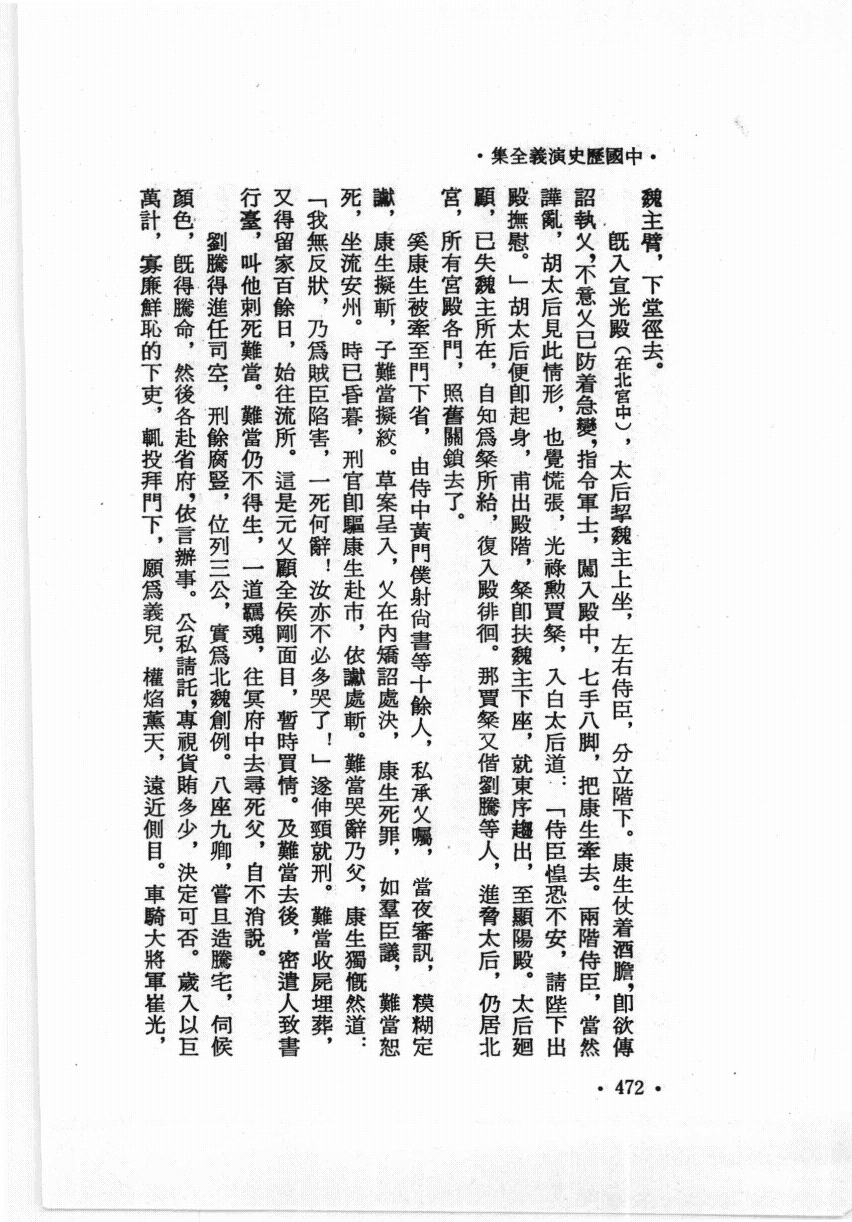 ·中國歷史演義全集·
魏主臂，下堂徑去。
旣入宣光殿（在北宮中），太后挈魏主上坐，左右侍臣，分立階下。康生仗着酒膽，卽欲傳
詔執乂，不意乂已防着急變，指令軍士，闖入殿中，七手八脚，把康生牽去。兩階侍臣，當然
譁亂，胡太后見此情形，也覺慌張，光祿勲賈粲，入白太后道：「侍臣惶恐不安，請陛下出
殿撫慰。」胡太后便卽起身，甫出殿階，粲卽扶魏主下座，就東序趨出，至顯陽殿。太后廻
顧，已失魏主所在，自知爲粲所紿，復入殿徘徊。那賈粲又偕劉騰等人，進脅太后，仍居北
宮，所有宮殿各門，照舊關鎖去了。
奚康生被牽至門下省，由侍中黃門僕射尙書等十餘人，私承乂囑，當夜審訊，糢糊定
讞，康生擬斬，子難當擬絞。草案呈入，乂在內矯詔處決，康生死罪，如羣臣議，難當恕
死，坐流安州。時已昏暮，刑官卽驅康生赴市，依讞處斬。難當哭辭乃父，康生獨慨然道：
「我無反狀，乃爲賊臣陷害，一死何辭！汝亦不必多哭了！」遂伸頸就刑。難當收屍埋葬，
又得留家百餘日，始往流所。這是元乂顧全侯剛面目，暫時買情。及難當去後，密遣人致書
行臺，叫他刺死難當。難當仍不得生，一道羈魂，往冥府中去尋死父，自不消說。
劉騰得進任司空，刑餘腐豎，位列三公，實爲北魏創例。八座九卿，嘗旦造騰宅，伺候
顏色，旣得騰命，然後各赴省府，依言辦事。公私請託，專視貨賄多少，決定可否。歲入以巨
萬計，寡廉鮮恥的下吏，輒投拜門下，願爲義兒，權焰薰天，遠近側目。車騎大將軍崔光，
·472·